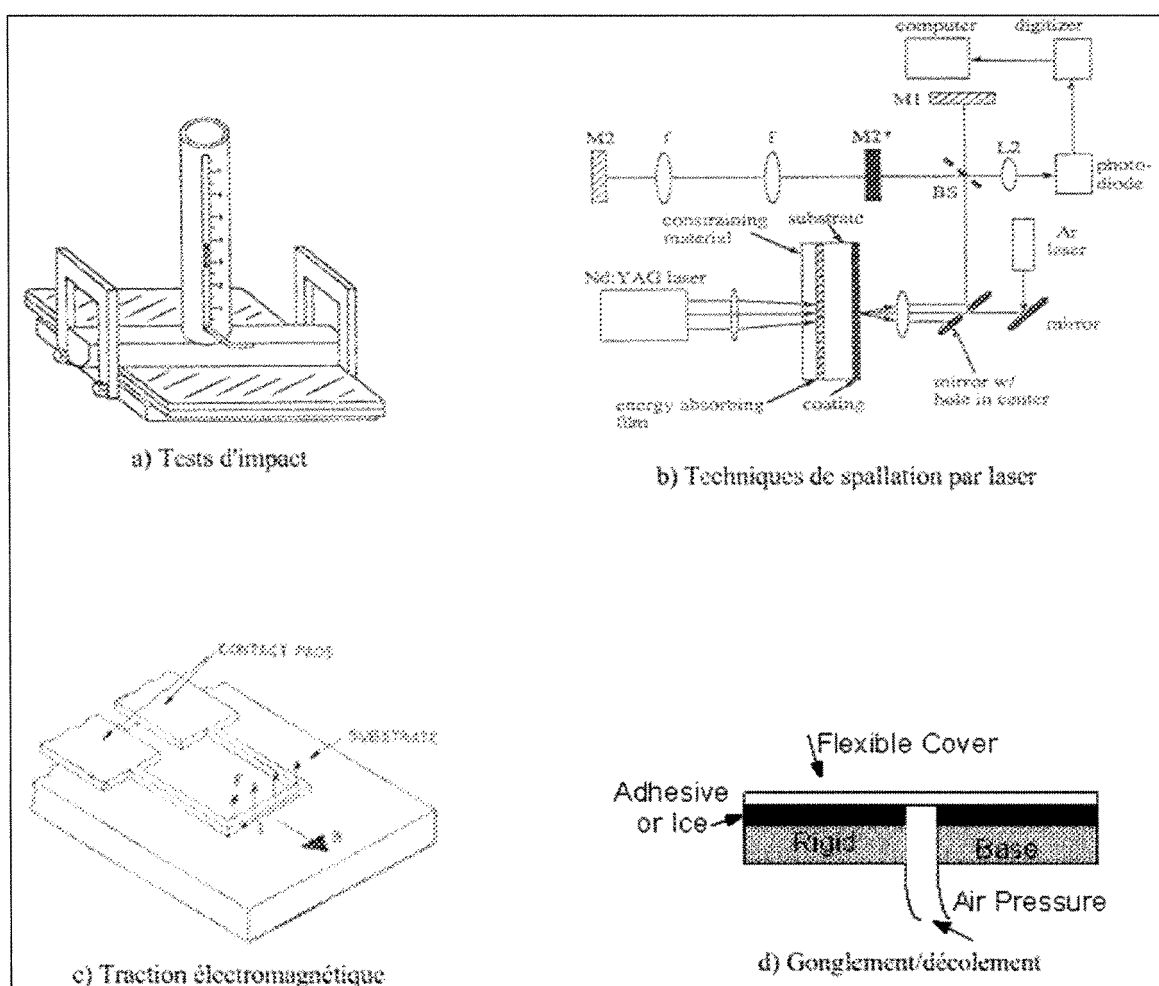 computer
digitizer
M1
M2
f
f
M2*
L2
BS
photo-
diode
constraining
material
substrate
Ar
laser
Nd:YAG laser
mirror
mirror w/
hole in center
energy absorbing
film
coating
a) Tests d'impact
b) Techniques de spallation par laser
CONTACT PADS
SUBSTRATE
B
c) Traction électromagnétique
Flexible Cover
Adhesive
or Ice
Rigid
Base
Air Pressure
d) Gonglement/décolement